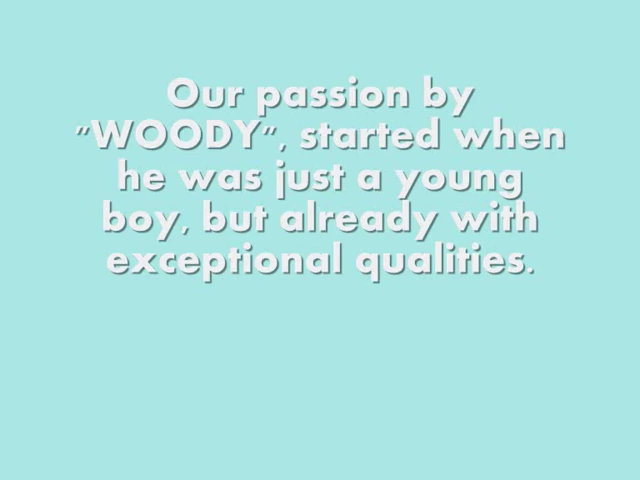 Our passion by
"WOODY", started when
he was just a young
boy, but already with
exceptional qualities.